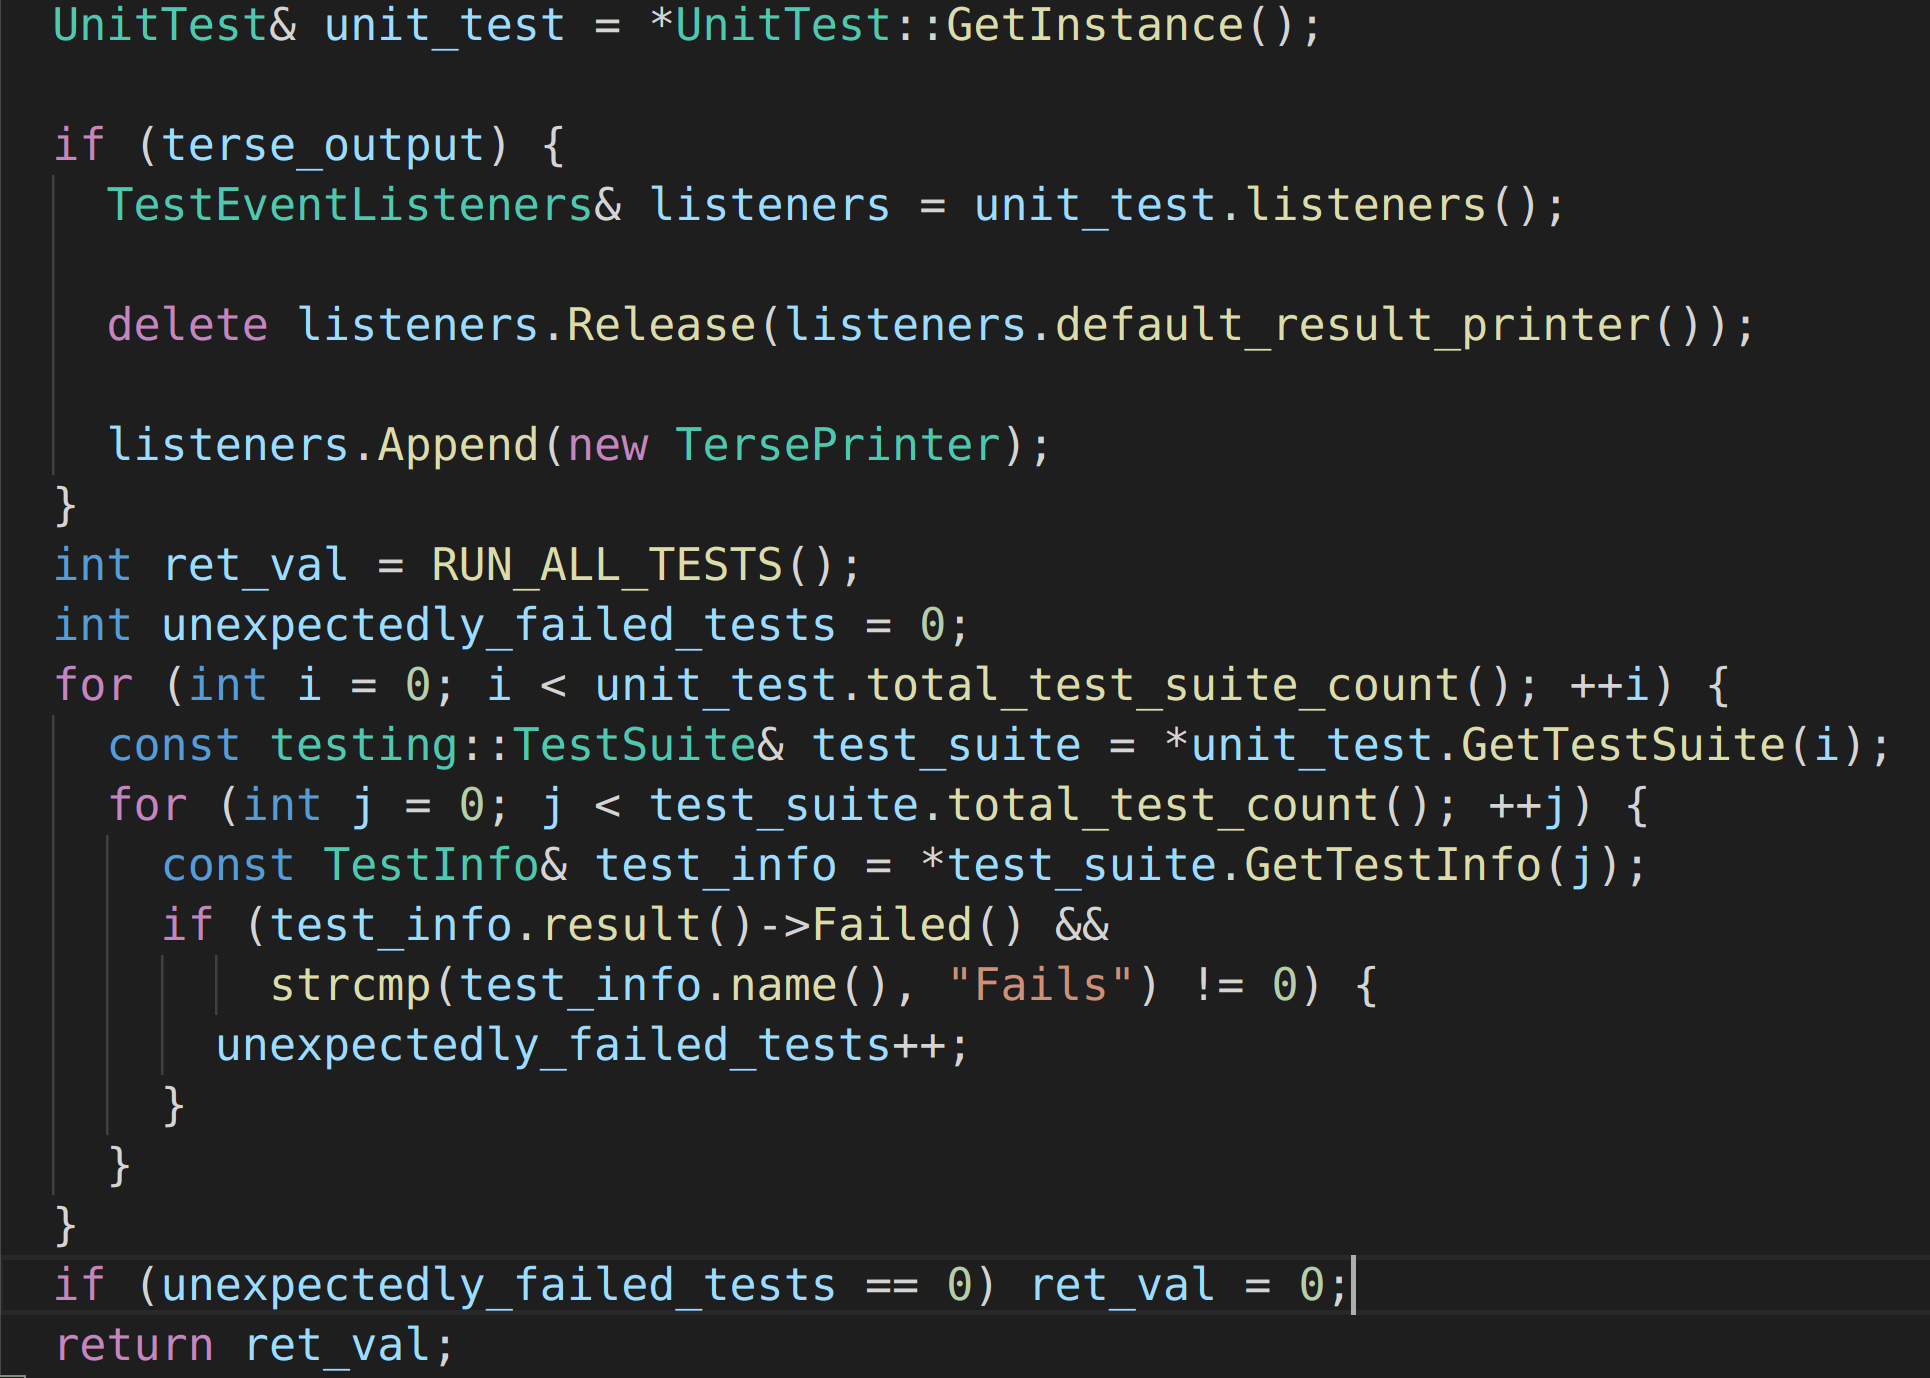 UnitTest& unit_test = *UnitTest::GetInstance();
if (terse_output) {
TestEventListeners& listeners = unit_test.listeners();
delete listeners.Release(listeners.default_result_printer());
listeners.Append(new TersePrinter);
}
int ret_val = RUN_ALL_TESTS();
int unexpectedly_failed_tests = 0;
for (int i = 0; i < unit_test.total_test_suite_count(); ++i) {
const testing::TestSuite& test_suite = *unit_test.GetTestSuite(i);
for (int j = 0; j < test_suite.total_test_count(); ++j) {
const TestInfo& test_info = *test_suite.GetTestInfo(j);
if (test_info.result()->Failed() &&
strcmp(test_info.name(), "Fails") != 0) {
unexpectedly_failed_tests++;
}
}
}
if (unexpectedly_failed_tests == 0) ret_val = 0;
return ret_val;